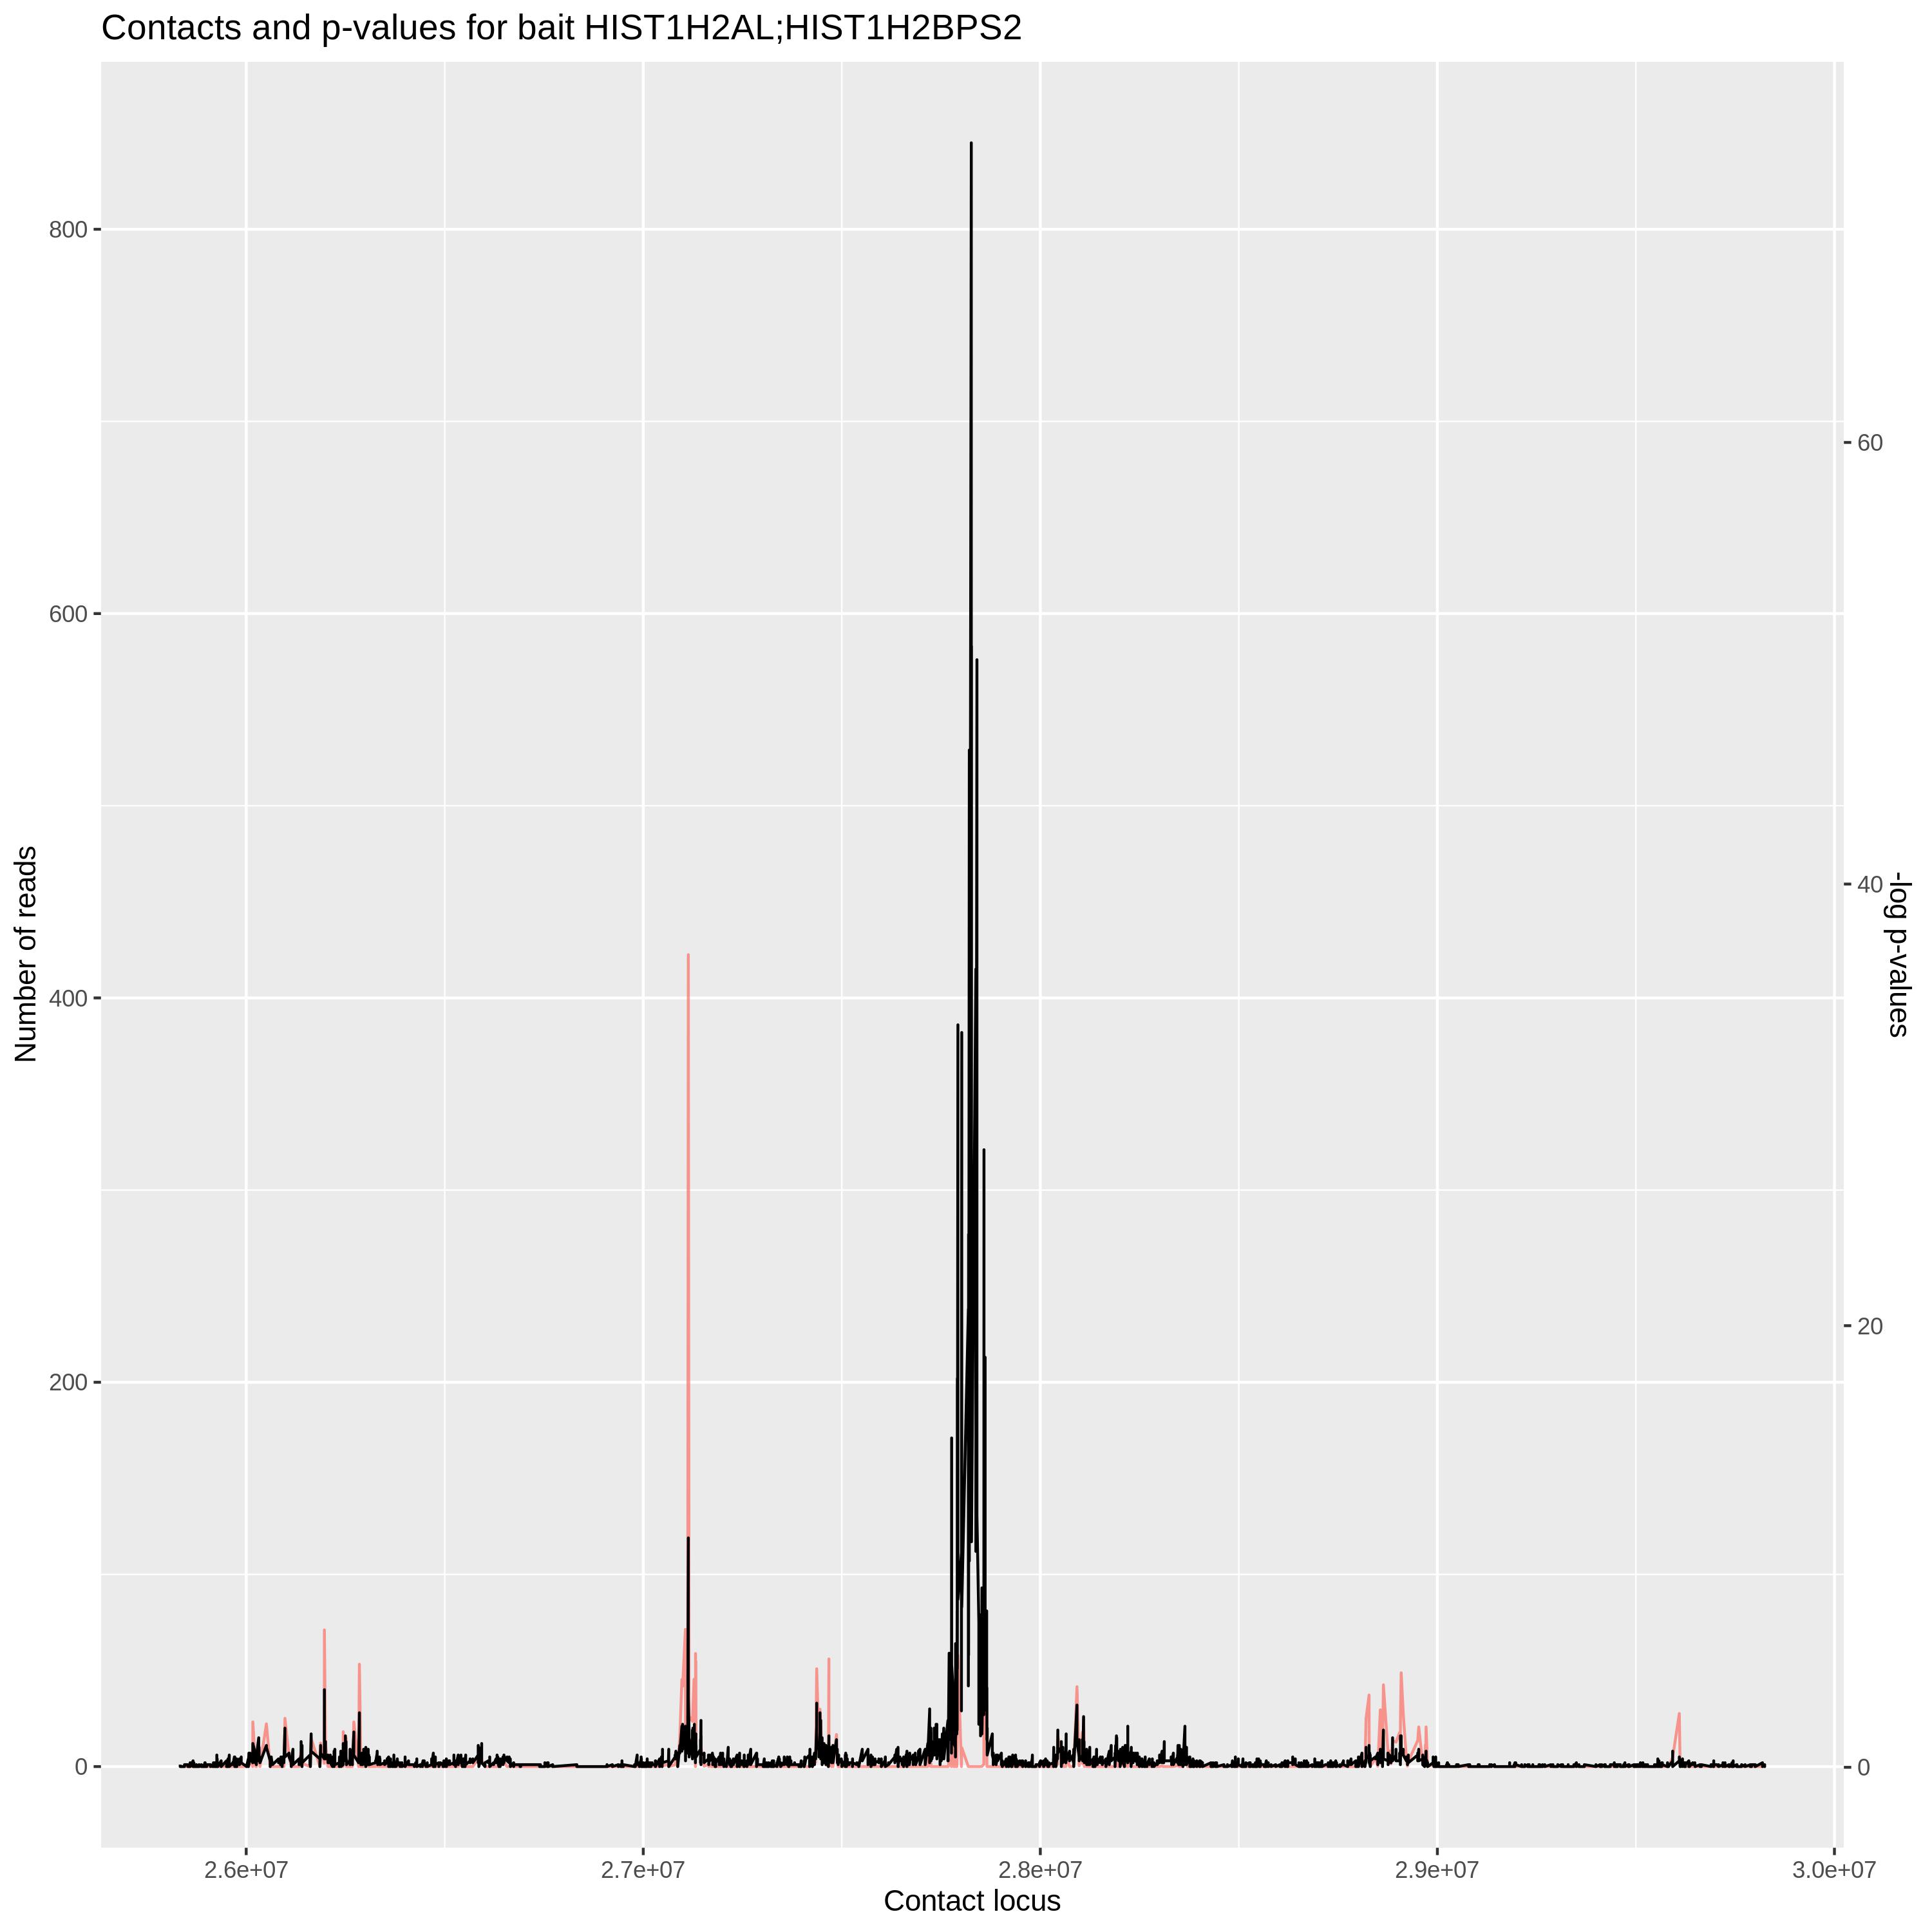 Contacts and p-values for bait HIST1H2AL;HIST1H2BPS2
800
600
400
200
0
Number of reads
60
40
20
0
-log p-values
2.6e+07
2.7e+07
2.8e+07
2.9e+07
3.0e+07
Contact locus